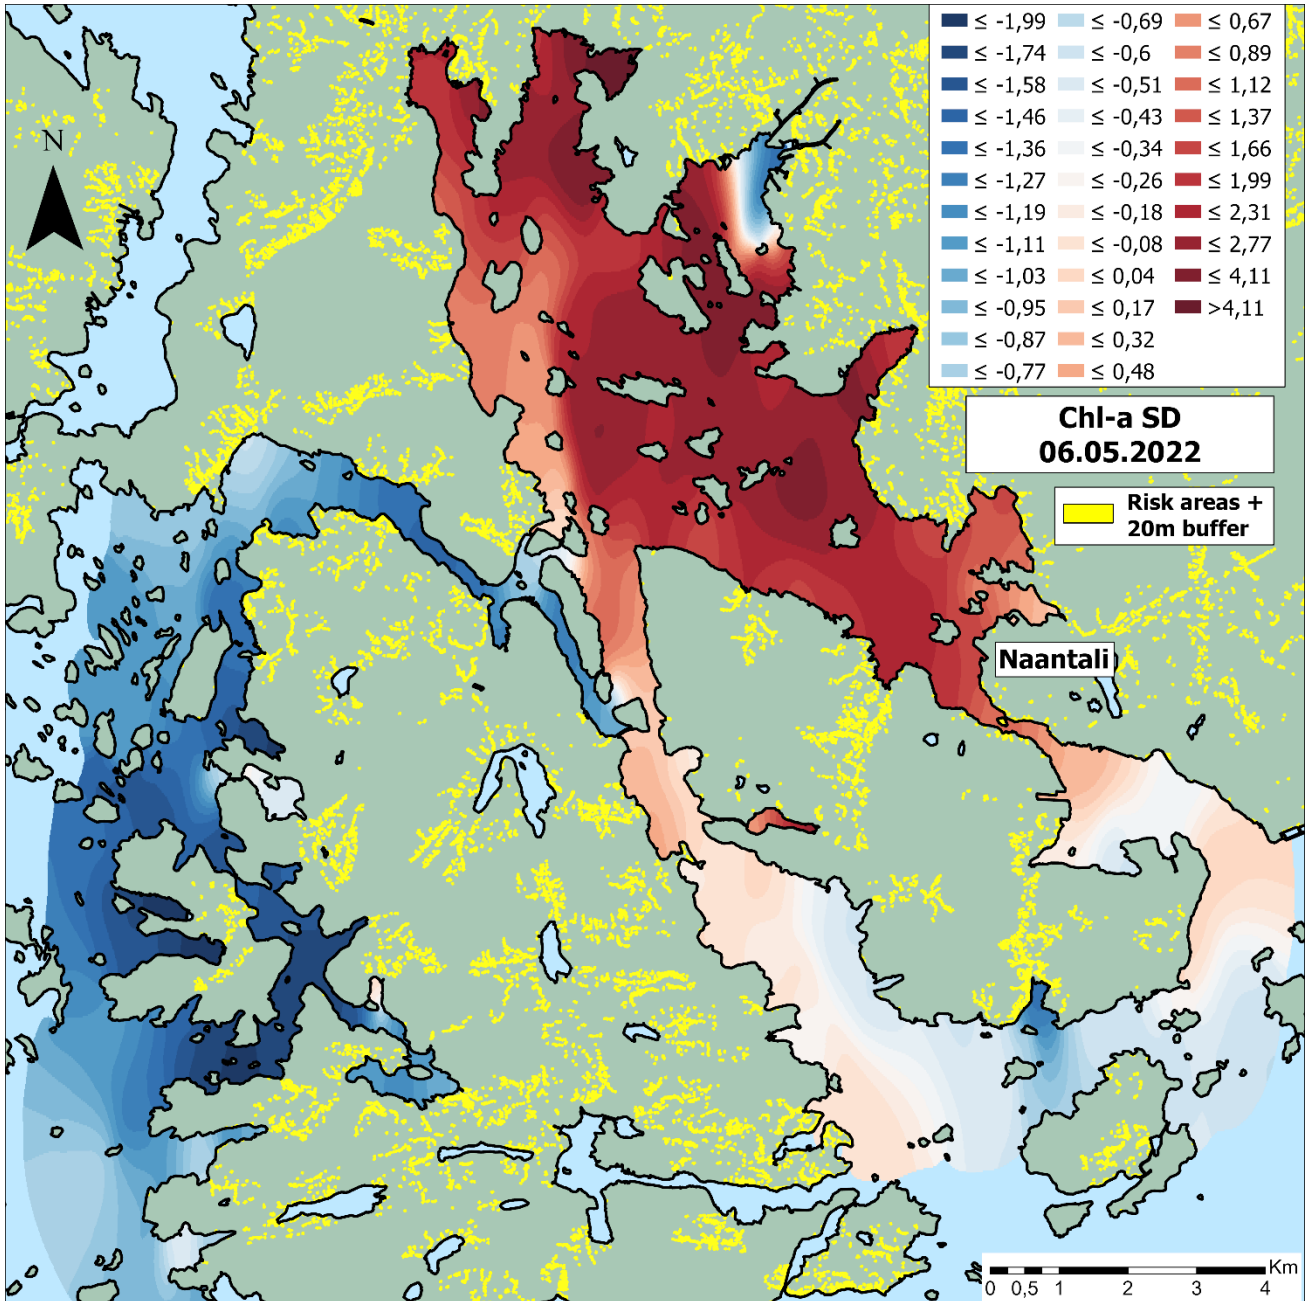 ≤ -1,99 ≤ -0,69 ≤ 0,67
≤ -1,74 ≤ -0,6 ≤ 0,89
≤ -1,58 ≤ -0,51 ≤ 1,12
≤ -1,46 ≤ -0,43 ≤ 1,37
≤ -1,36 ≤ -0,34 ≤ 1,66
≤ -1,27 ≤ -0,26 ≤ 1,99
≤ -1,19 ≤ -0,18 ≤ 2,31
≤ -1,11 ≤ -0,08 ≤ 2,77
≤ -1,03 ≤ 0,04 ≤ 4,11
≤ -0,95 ≤ 0,17 >4,11
≤ -0,87 ≤ 0,32
≤ -0,77 ≤ 0,48
N
Chl-a SD
06.05.2022
Risk areas +
20m buffer
Naantali
Km
0 0,5 1 2 3 4